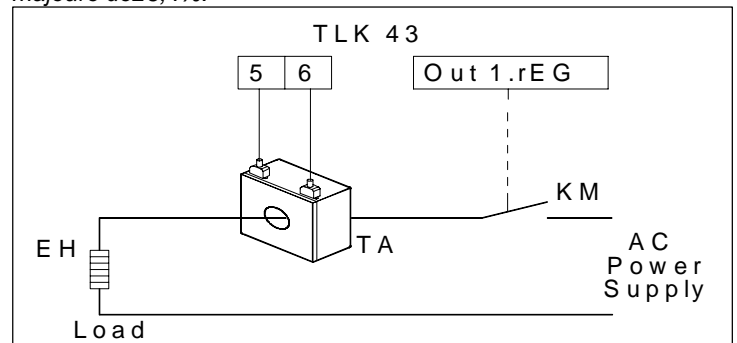 TLK 43
5 6 Out 1.rEG
KM
TA
EH
AC
Power
Supply
Load